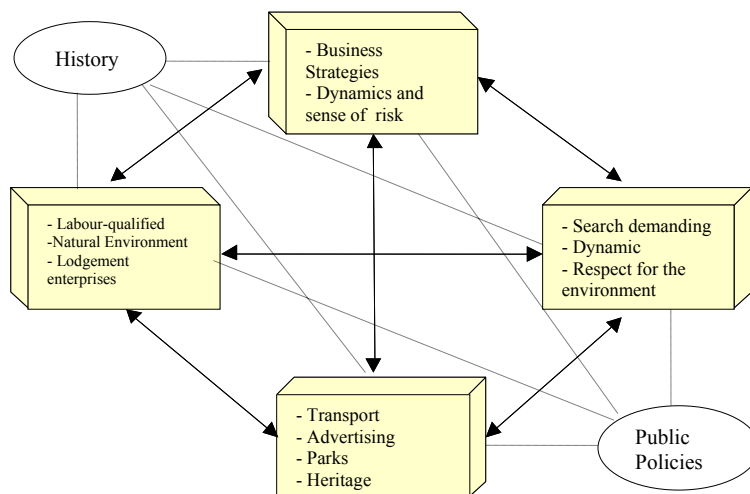 History
- Business
Strategies
- Dynamics and
sense of risk
- Labour-qualified
-Natural Environment
- Lodgement
enterprises
- Search demanding
- Dynamic
- Respect for the
environment
- Transport
- Advertising
- Parks
- Heritage
Public
Policies